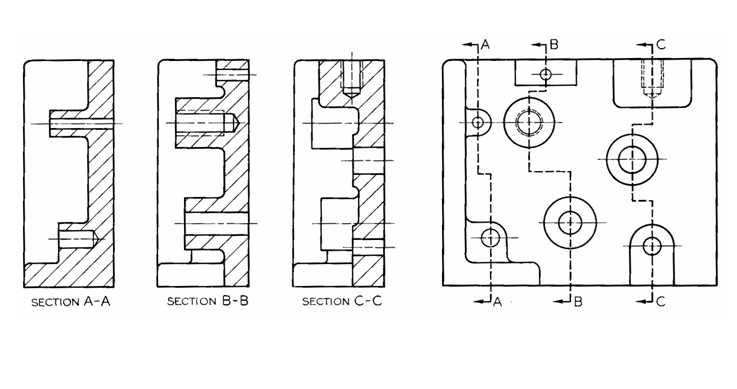 A B C
SECTION A-A SECTION B-B SECTION C-C A B C